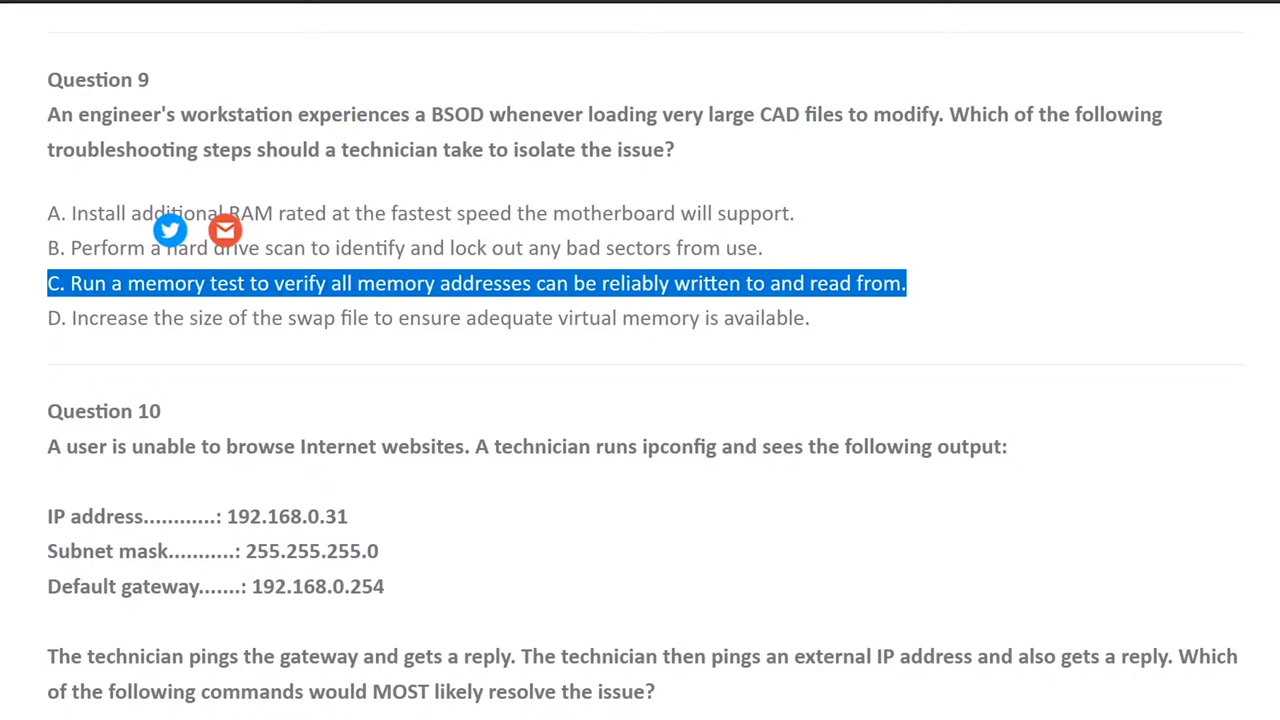 Question 9
An engineer's workstation experiences a BSOD whenever loading very large CAD files to modify. Which of the following
troubleshooting steps should a technician take to isolate the issue?
A. Install additional RAM rated at the fastest speed the motherboard will support.
B. Perform a hard drive scan to identify and lock out any bad sectors from use.
C. Run a memory test to verify all memory addresses can be reliably written to and read from.
D. Increase the size of the swap file to ensure adequate virtual memory is available.
Question 10
A user is unable to browse Internet websites. A technician runs ipconfig and sees the following output:
IP address............: 192.168.0.31
Subnet mask...........: 255.255.255.0
Default gateway.......: 192.168.0.254
The technician pings the gateway and gets a reply. The technician then pings an external IP address and also gets a reply. Which
of the following commands would MOST likely resolve the issue?